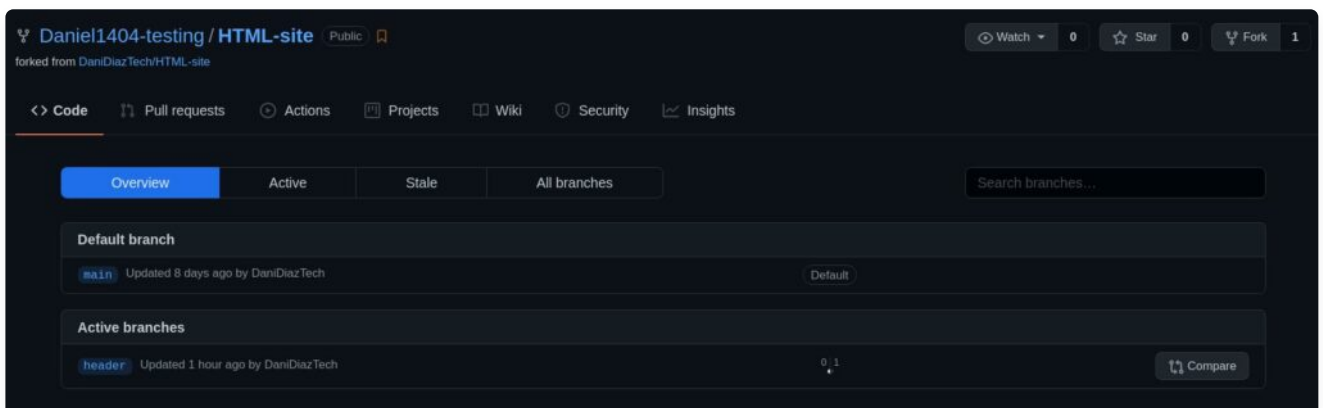 Daniel1404-testing / HTML-site Public Watch 0 Star 0 Fork 1
forked from DaniDiazTech/HTML-site
<> Code Pull requests Actions Projects Wiki Security Insights
Overview Active Stale All branches Search branches...
Default branch
main Updated 8 days ago by DaniDiazTech Default
Active branches
header Updated 1 hour ago by DaniDiazTech 0 1 Compare